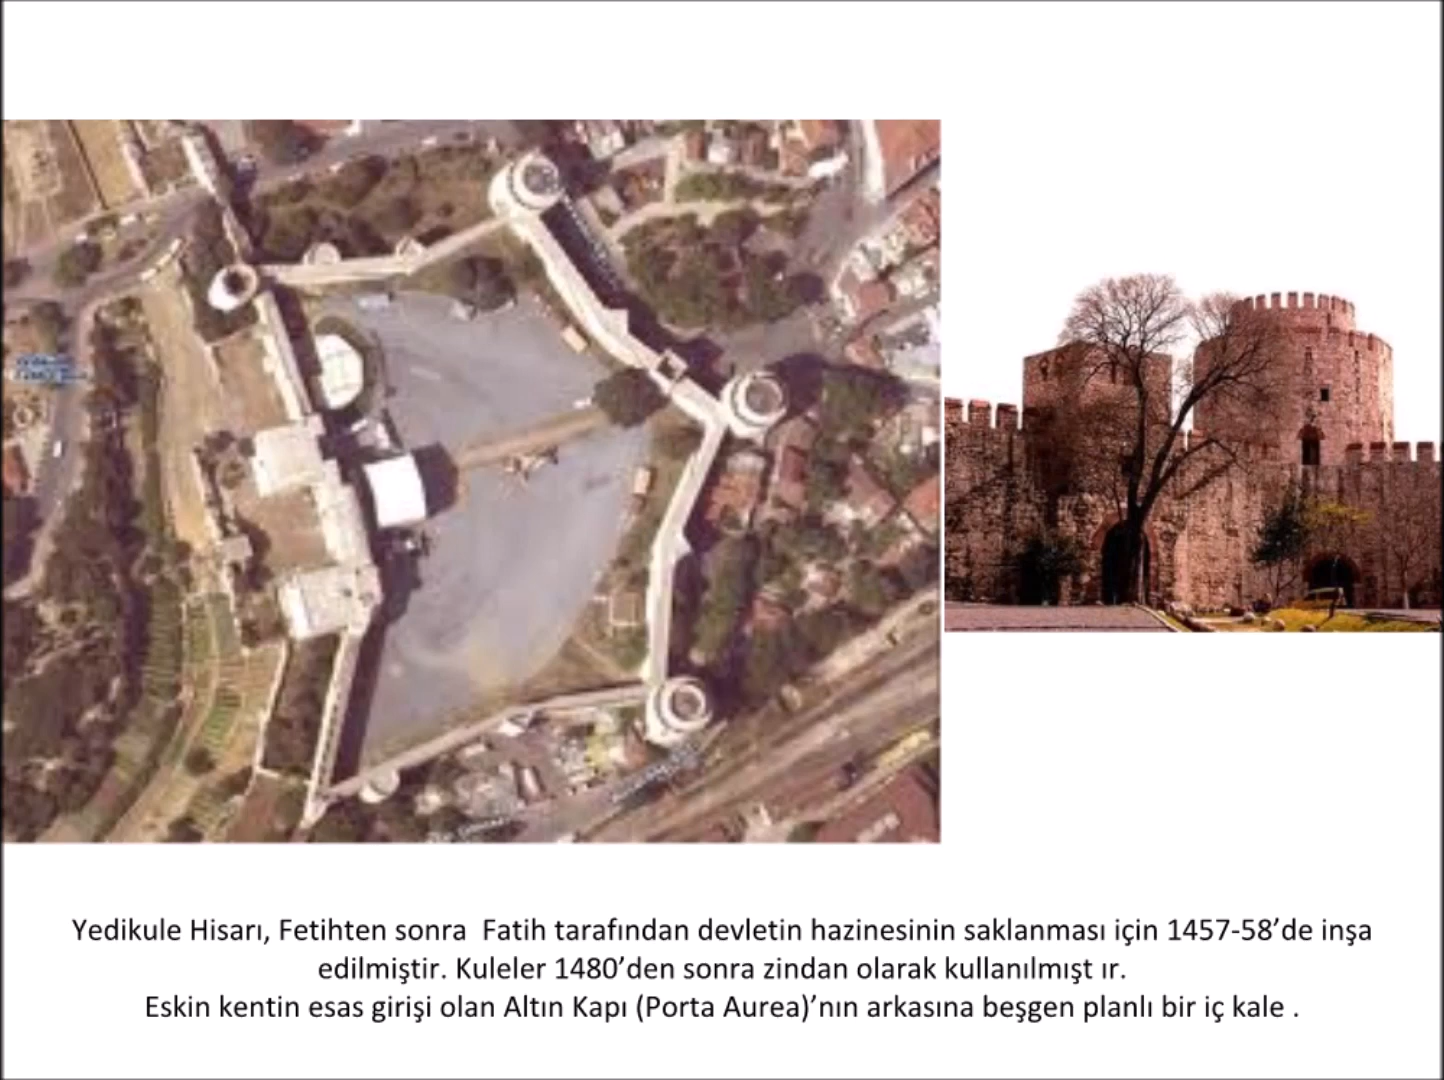 Yedikule Hisarı, Fetihten sonra  Fatih tarafından devletin hazinesinin saklanması için 1457-58’de inşa
edilmiştir. Kuleler 1480’den sonra zindan olarak kullanılmışt ır.
Eskin kentin esas girişi olan Altın Kapı (Porta Aurea)’nın arkasına beşgen planlı bir iç kale .